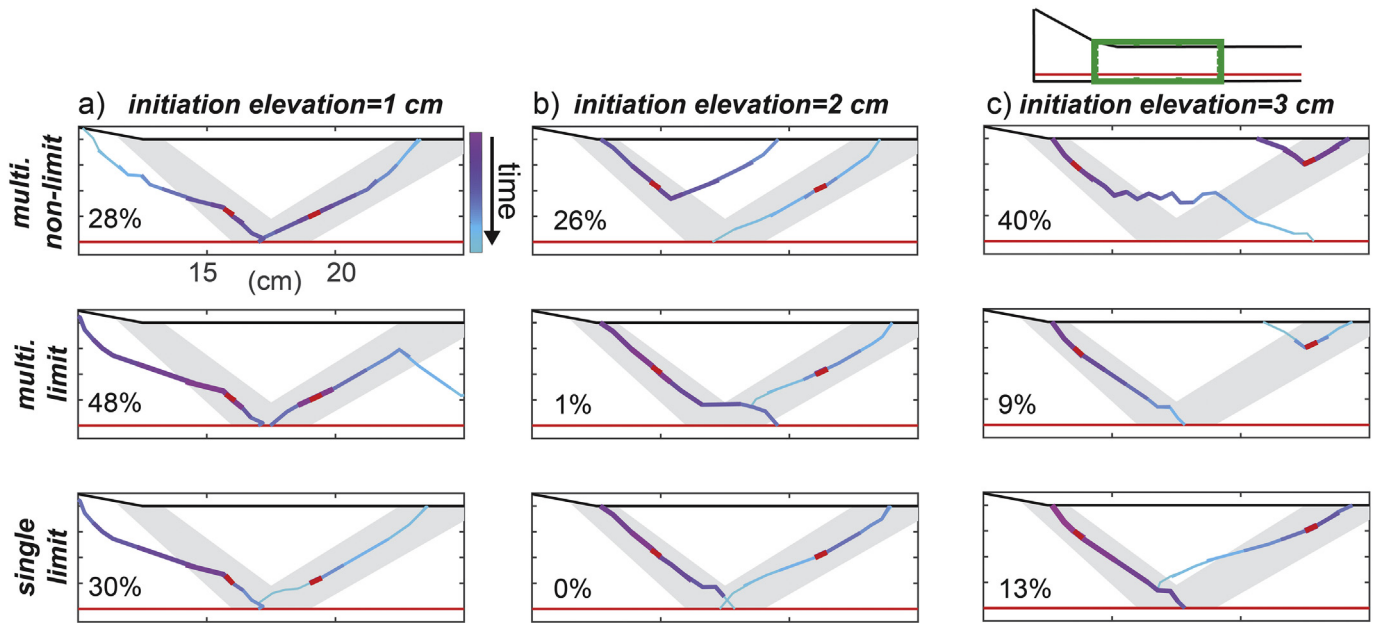 a) initiation elevation=1 cm
b) initiation elevation=2 cm
c) initiation elevation=3 cm
multi.
non-limit
28%
time
26%
40%
15
20
(cm)
multi.
limit
48%
1%
9%
single
limit
30%
0%
13%